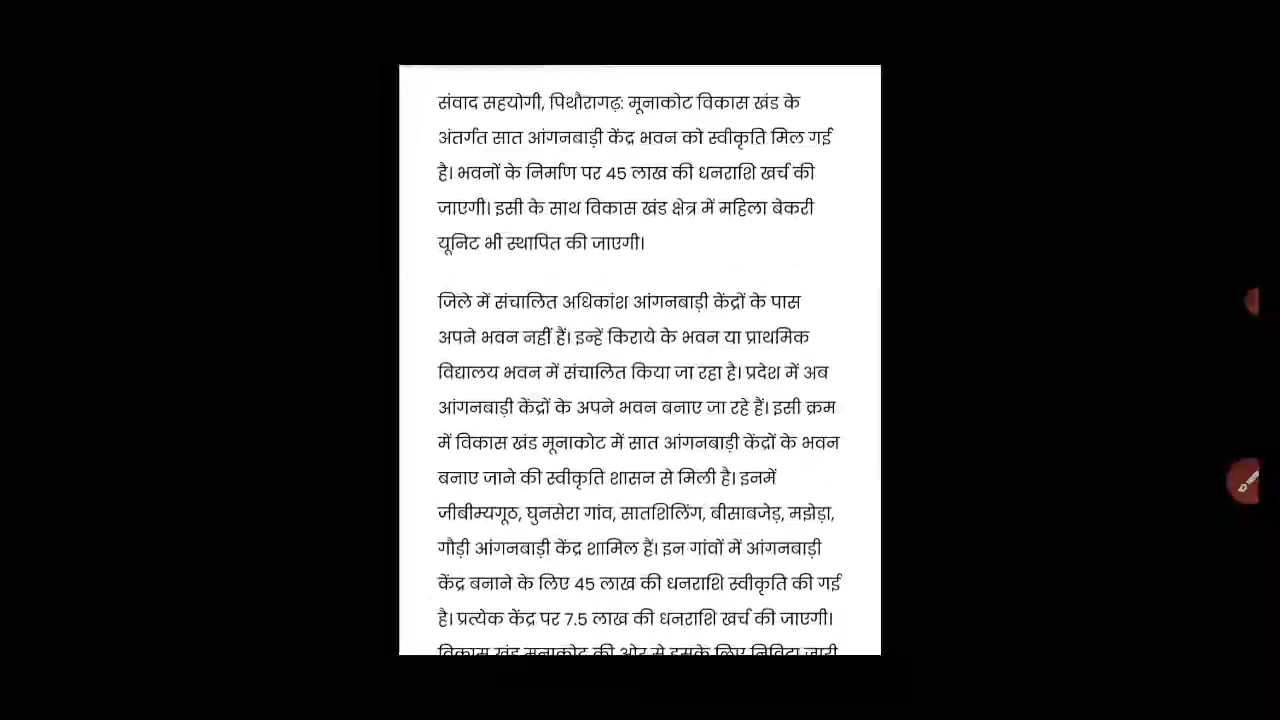 संवाद सहयोगी, पिथौरागढ़: मूनाकोट विकास खंड के
अंतर्गत सात आंगनबाड़ी केंद्र भवन को स्वीकृति मिल गई
है। भवनों के निर्माण पर 45 लाख की धनराशि खर्च की
जाएगी। इसी के साथ विकास खंड क्षेत्र में महिला बेकरी
यूनिट भी स्थापित की जाएगी।
जिले में संचालित अधिकांश आंगनबाड़ी केंद्रों के पास
अपने भवन नहीं हैं। इन्हें किराये के भवन या प्राथमिक
विद्यालय भवन में संचालित किया जा रहा है। प्रदेश में अब
आंगनबाड़ी केंद्रों के अपने भवन बनाए जा रहे हैं। इसी क्रम
में विकास खंड मूनाकोट में सात आंगनबाड़ी केंद्रों के भवन
बनाए जाने की स्वीकृति शासन से मिली है। इनमें
जीबीम्यगूठ, घुनसेरा गांव, सातशिलिंग, बीसाबजेड़, मझेड़ा,
गौड़ी आंगनबाड़ी केंद्र शामिल हैं। इन गांवों में आंगनबाड़ी
केंद्र बनाने के लिए 45 लाख की धनराशि स्वीकृति की गई
है। प्रत्येक केंद्र पर 7.5 लाख की धनराशि खर्च की जाएगी।
विकास खंड मूनाकोट की ओर से इसके लिए निविदा जारी